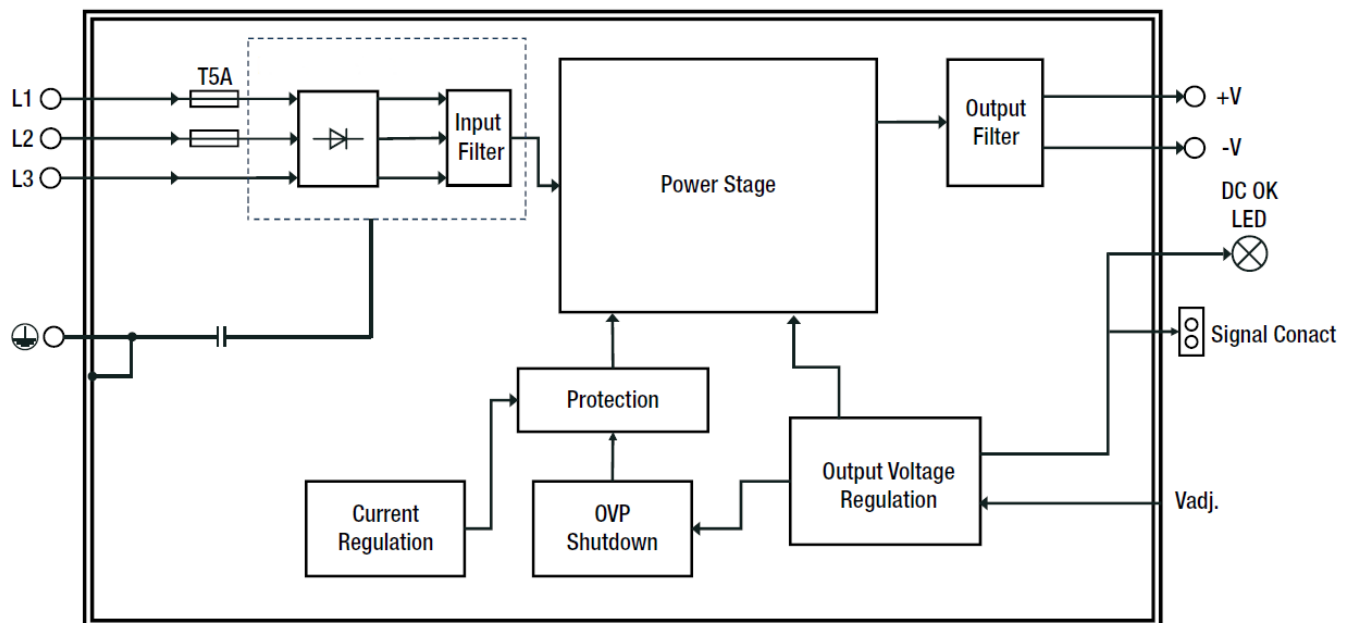 T5A
L1
L2
L3
Input
Filter
Power Stage
Output
Filter
+V
-V
DC OK
LED
Signal Conact
Protection
Current
Regulation
OVP
Shutdown
Output Voltage
Regulation
Vadj.